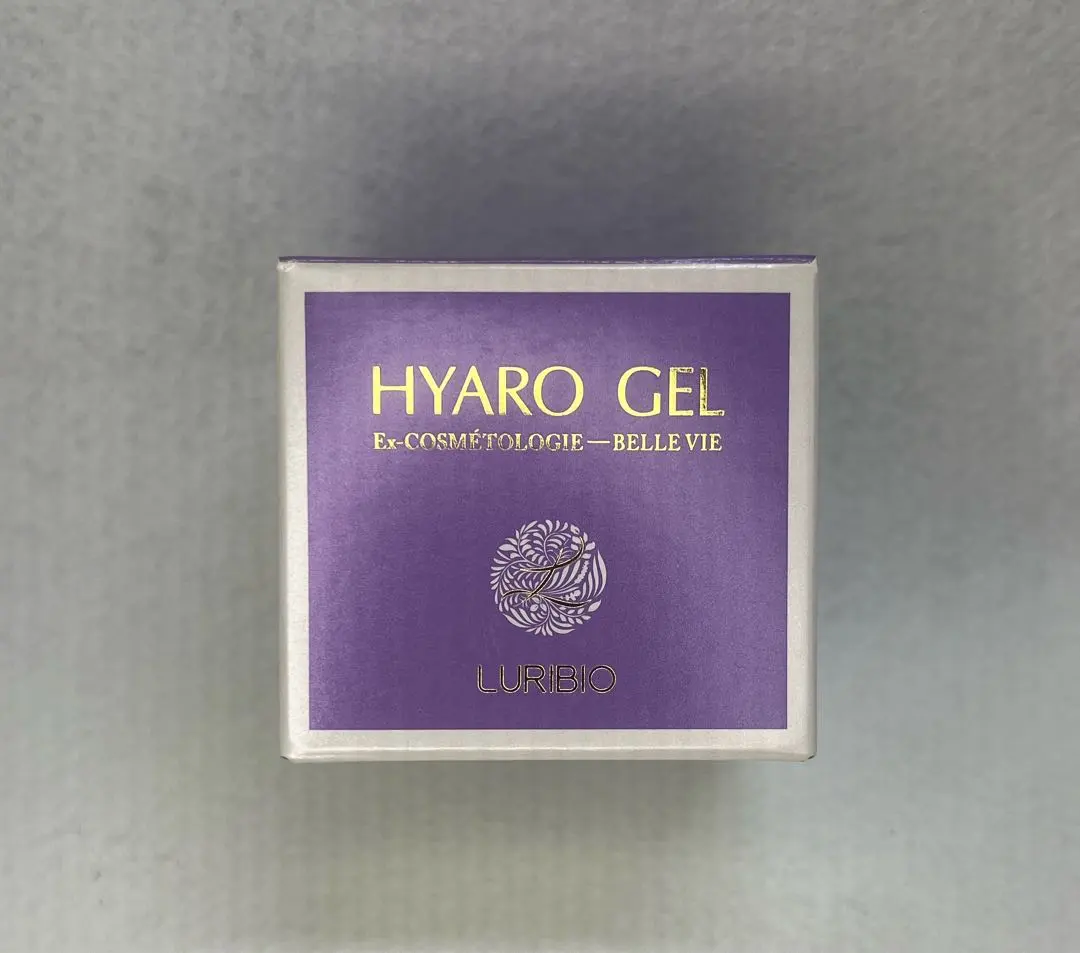 HYARO GEL
Ex-COSMÉTOLOGIE—BELLE VIE
L
LURIBIO